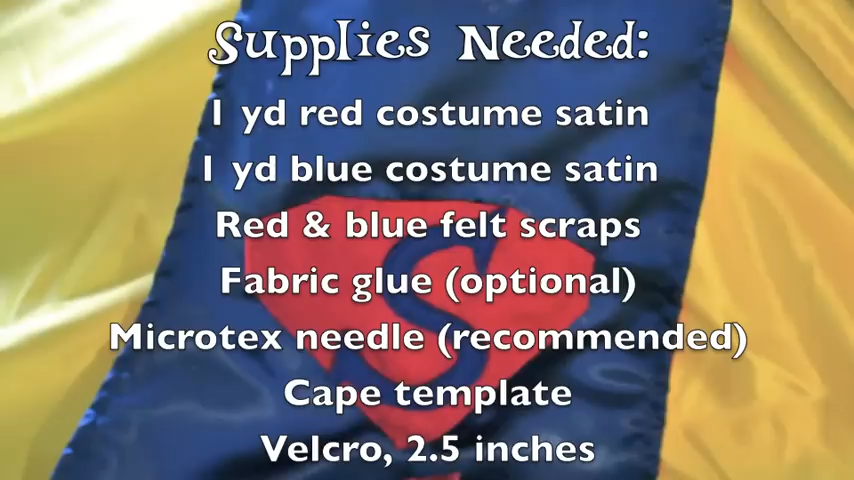 Supplies Needed:
1 yd red costume satin
1 yd blue costume satin
Red & blue felt scraps
Fabric glue (optional)
Microtex needle (recommended)
Cape template
Velcro, 2.5 inches
S